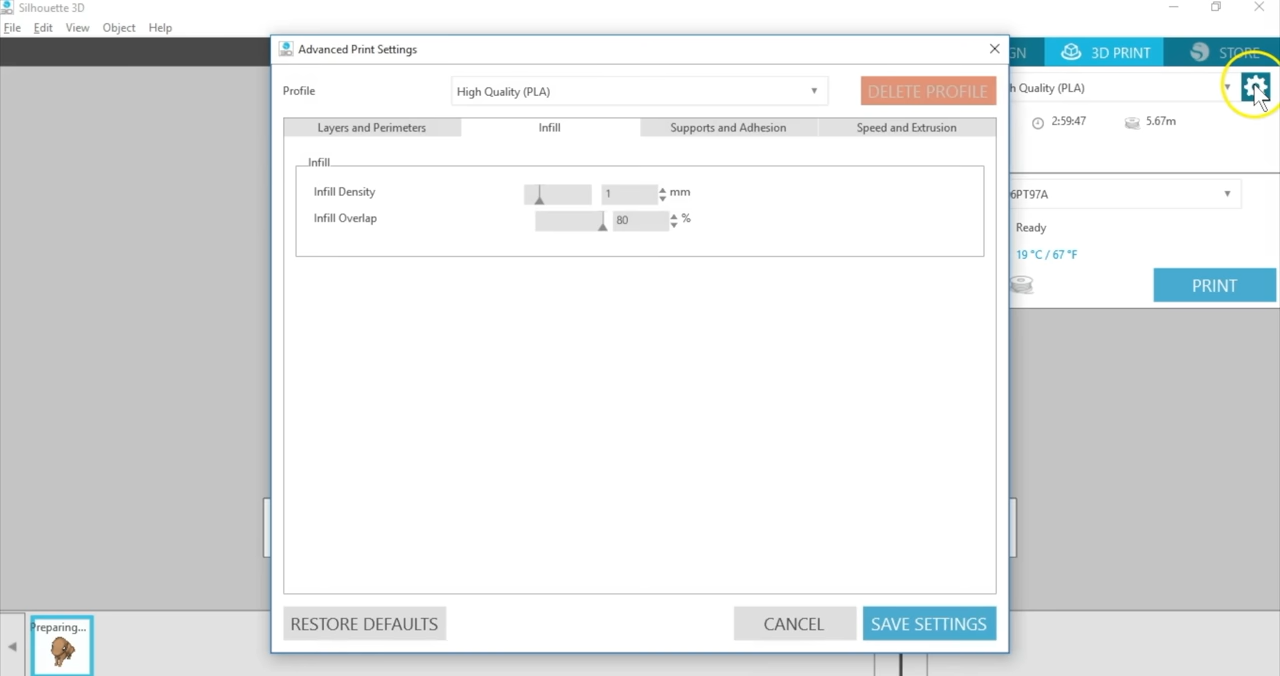 Silhouette 3D
File Edit View Object Help
Advanced Print Settings
GN 3D PRINT STORE
Profile High Quality (PLA) DELETE PROFILE
h Quality (PLA)
Layers and Perimeters Infill Supports and Adhesion Speed and Extrusion
2:59:47 5.67m
Infill
Infill Density 1 mm
Infill Overlap 80 %
6PT97A
Ready
19 °C / 67 °F
PRINT
RESTORE DEFAULTS CANCEL SAVE SETTINGS
Preparing...